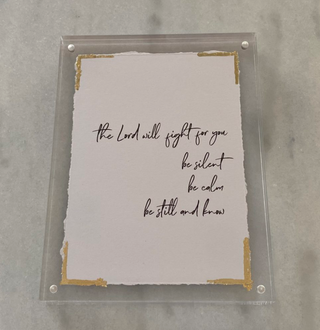 the Lord will fight for you
be silent
be calm
be still and know